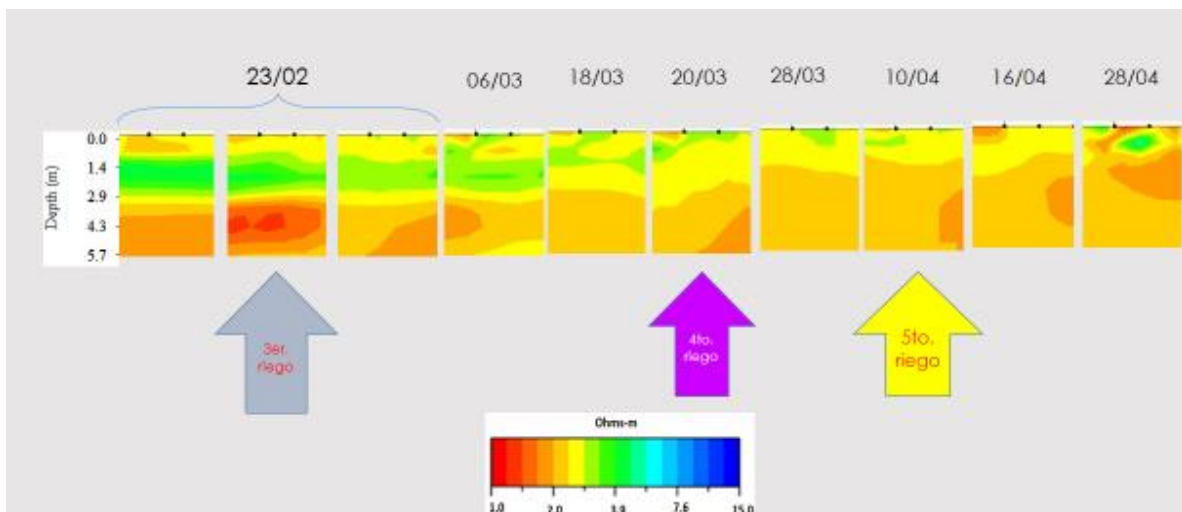 23/02
06/03
18/03
20/03
28/03
10/04
16/04
28/04
0.0
1.4
2.9
4.3
5.7
Depth (m)
3er.
riego
4to.
riego
5to.
riego
Ohms-m
1.0 2.0 3.9 7.6 15.0